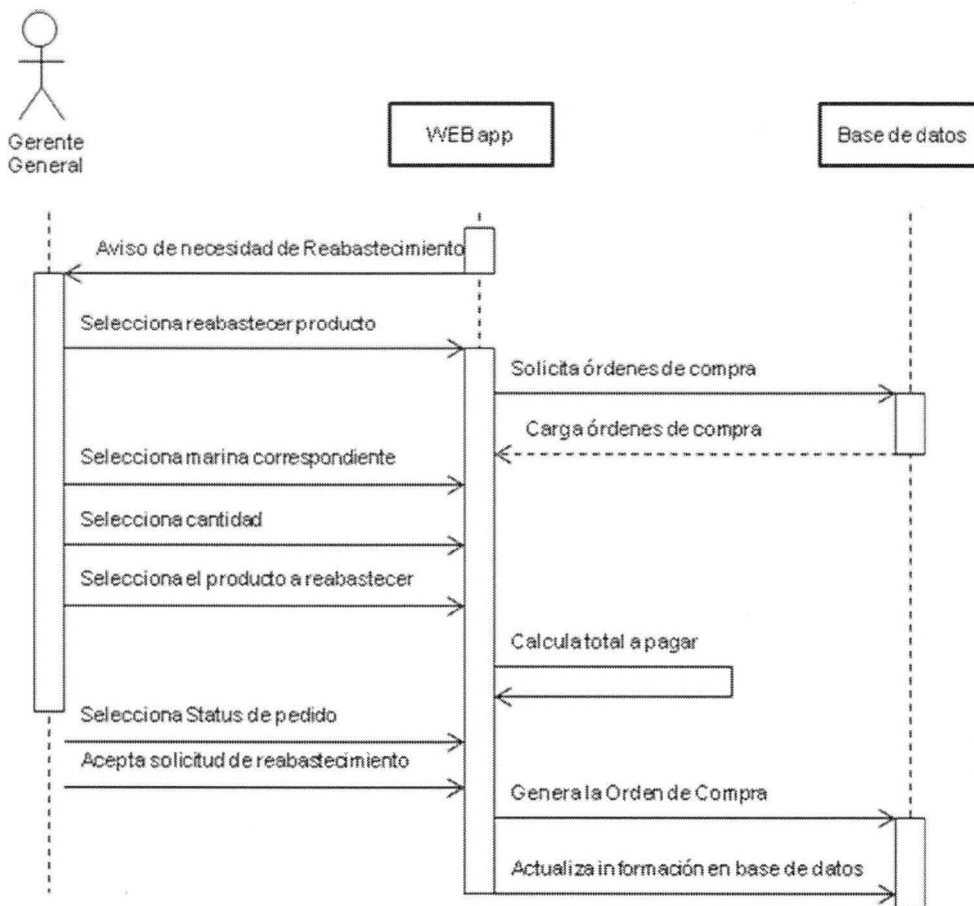 Gerente
General
WEB app
Base de datos
Aviso de necesidad de Reabastecimiento
Selecciona reabastecer producto
Solicita órdenes de compra
Carga órdenes de compra
Selecciona marina correspondiente
Selecciona cantidad
Selecciona el producto a reabastecer
Calcula total a pagar
Selecciona Status de pedido
Acepta solicitud de reabastecimiento
Genera la Orden de Compra
Actualiza información en base de datos